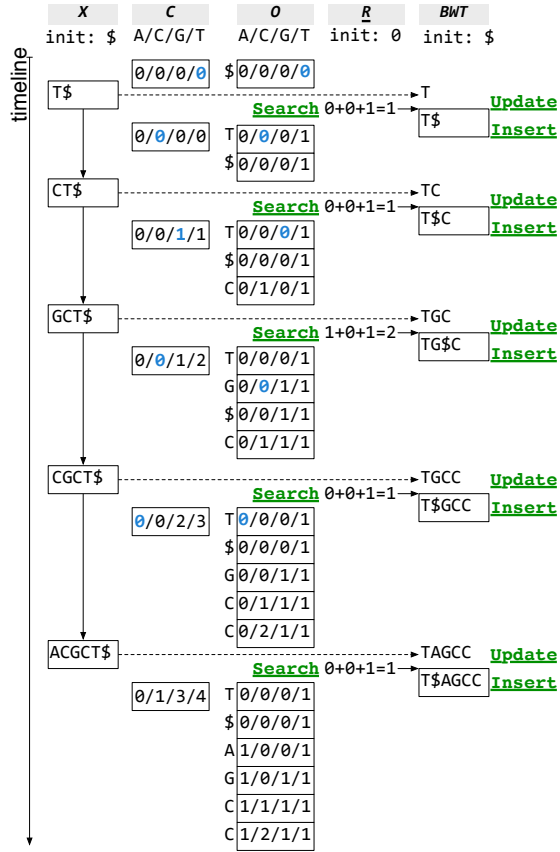 X C O R BWT
init: $ A/C/G/T A/C/G/T init: 0 init: $
timeline
0/0/0/0 $ 0/0/0/0
T$ T Update
Search 0+0+1=1 T$ Insert
0/0/0/0 T 0/0/0/1
$ 0/0/0/1
CT$ TC Update
Search 0+0+1=1 T$C Insert
0/0/1/1 T 0/0/0/1
$ 0/0/0/1
C 0/1/0/1
GCT$ TGC Update
Search 1+0+1=2 TG$C Insert
0/0/1/2 T 0/0/0/1
G 0/0/1/1
$ 0/0/1/1
C 0/1/1/1
CGCT$ TGCC Update
Search 0+0+1=1 T$GCC Insert
0/0/2/3 T 0/0/0/1
$ 0/0/0/1
G 0/0/1/1
C 0/1/1/1
C 0/2/1/1
ACGCT$ TAGCC Update
Search 0+0+1=1 T$AGCC Insert
0/1/3/4 T 0/0/0/1
$ 0/0/0/1
A 1/0/0/1
G 1/0/1/1
C 1/1/1/1
C 1/2/1/1